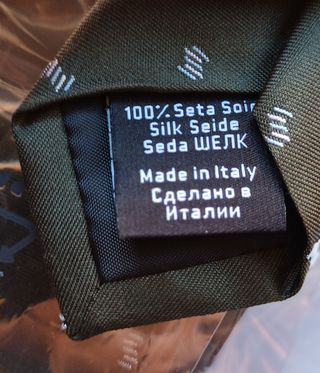 100% Seta Soie
Silk Seide
Seda ШЕЛК
Made in Italy
Сделано в
Италии